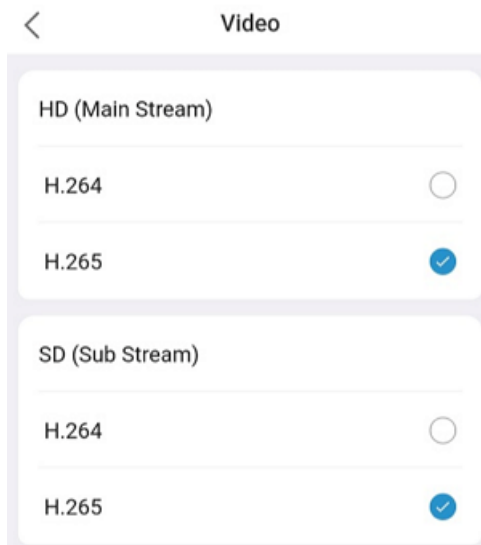 Video
HD (Main Stream)
H.264
H.265
SD (Sub Stream)
H.264
H.265